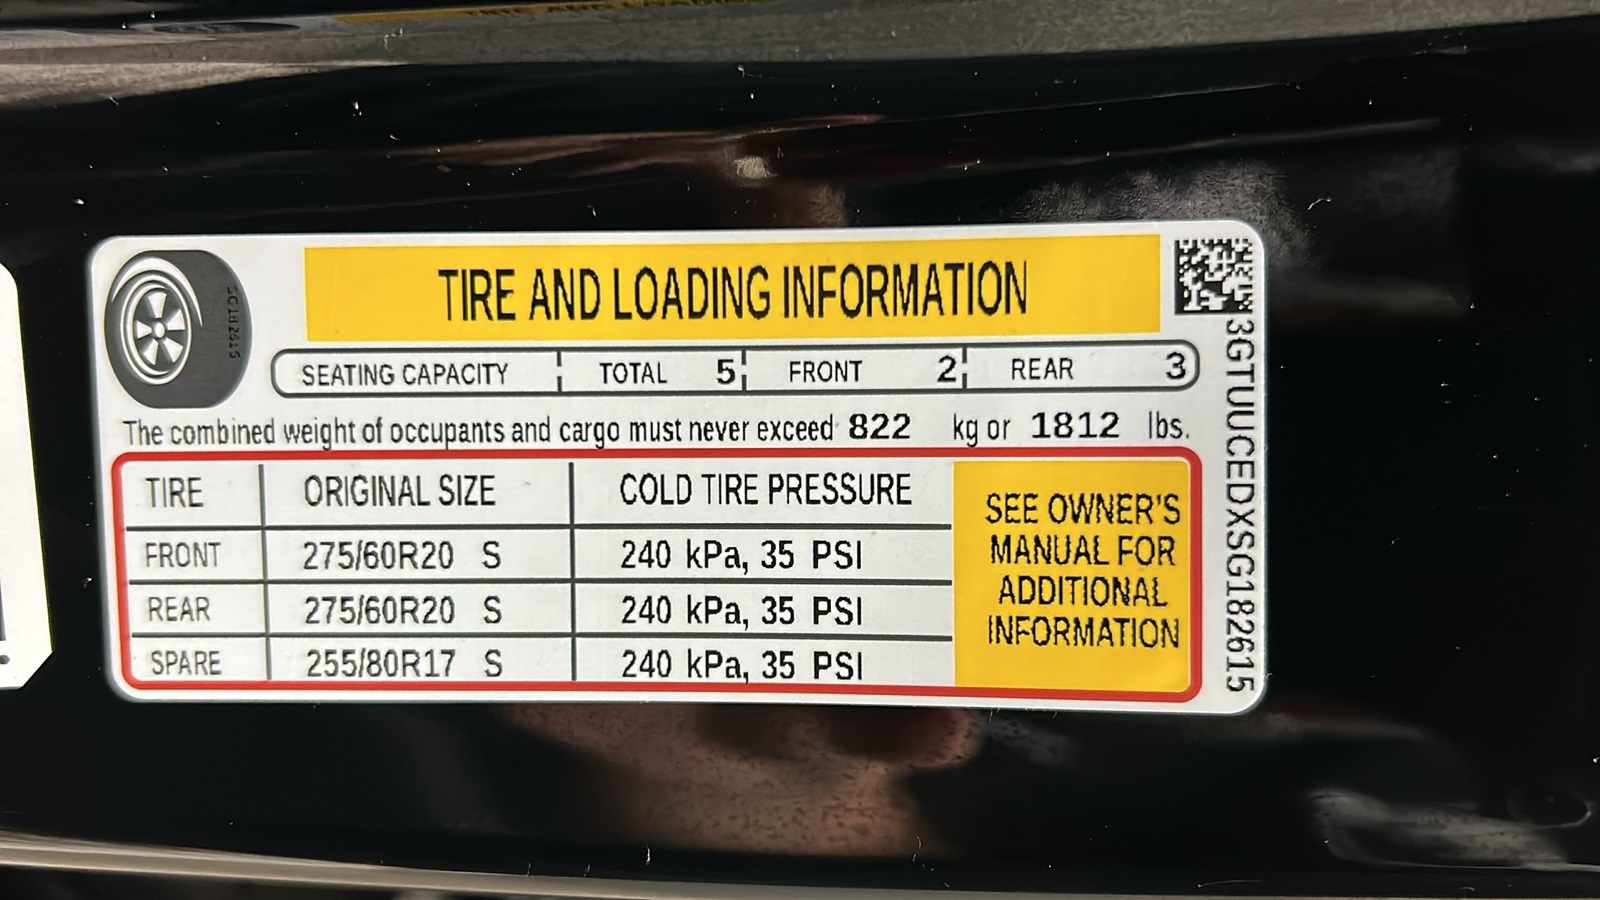 TIRE AND LOADING INFORMATION
SEATING CAPACITY TOTAL 5 FRONT 2 REAR 3
The combined weight of occupants and cargo must never exceed 822 kg or 1812 lbs.
TIRE ORIGINAL SIZE COLD TIRE PRESSURE
FRONT 275/60R20 S 240 kPa, 35 PSI
REAR 275/60R20 S 240 kPa, 35 PSI
SPARE 255/80R17 S 240 kPa, 35 PSI
SEE OWNER'S
MANUAL FOR
ADDITIONAL
INFORMATION
3GTUUCEDXSG182615